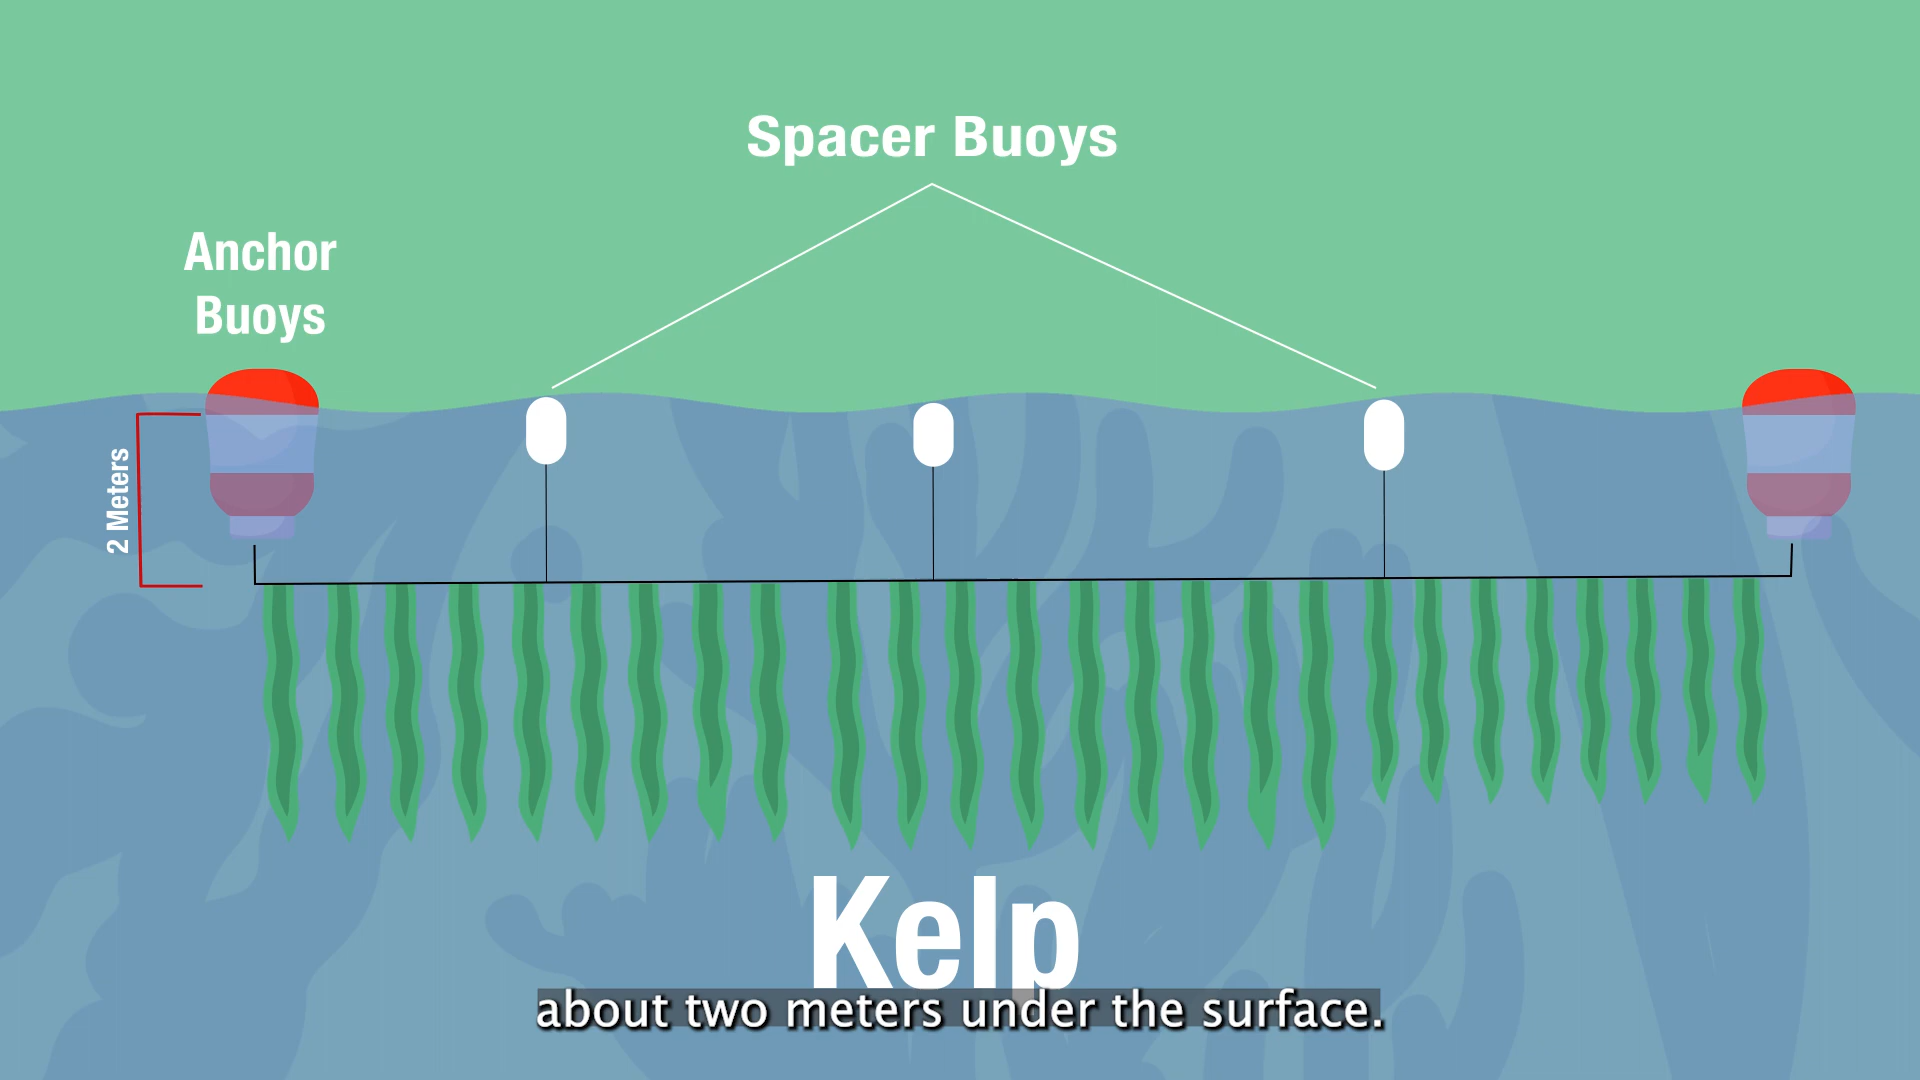 Spacer Buoys
Anchor
Buoys
2 Meters
Kelp
about two meters under the surface.